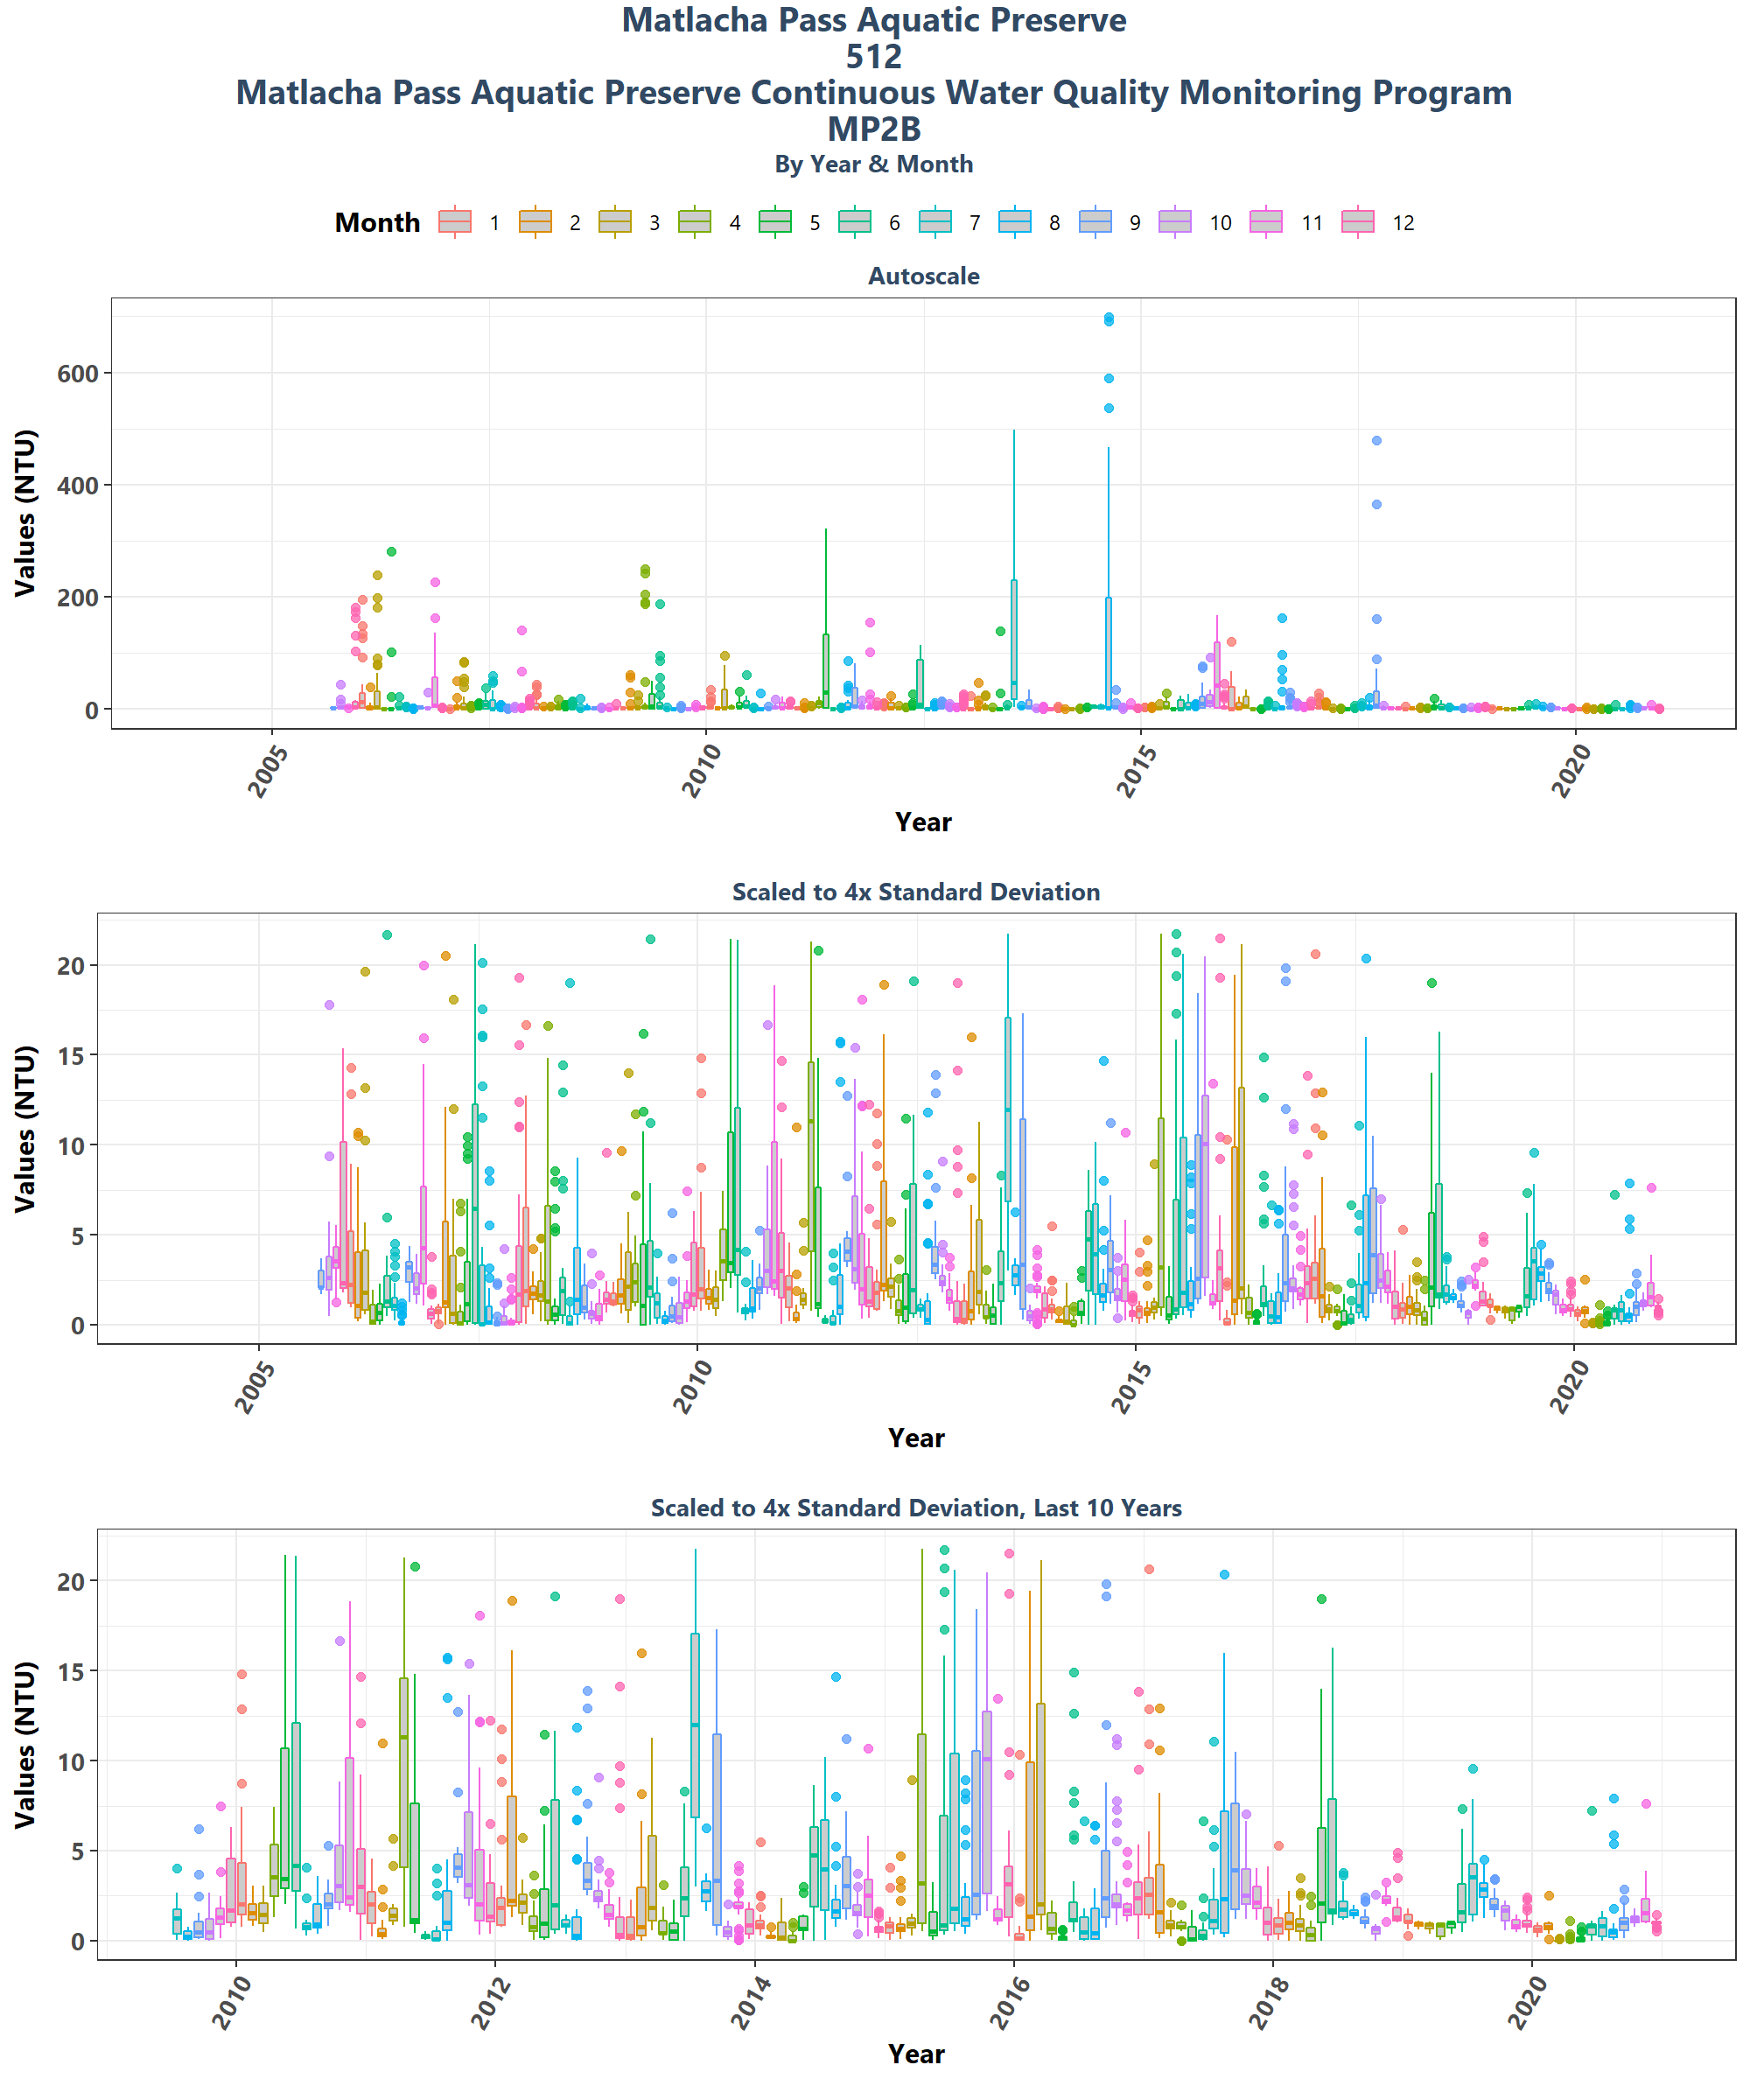 Matlacha Pass Aquatic Preserve
512
Matlacha Pass Aquatic Preserve Continuous Water Quality Monitoring Program
MP2B
By Year & Month
Month 1 2 3 4 5 6 7 8 9 10 11 12
Autoscale
Values (NTU)
600
400
200
0
2005 2010 2015 2020
Year
Scaled to 4x Standard Deviation
Values (NTU)
20
15
10
5
0
2005 2010 2015 2020
Year
Scaled to 4x Standard Deviation, Last 10 Years
Values (NTU)
20
15
10
5
0
2010 2012 2014 2016 2018 2020
Year